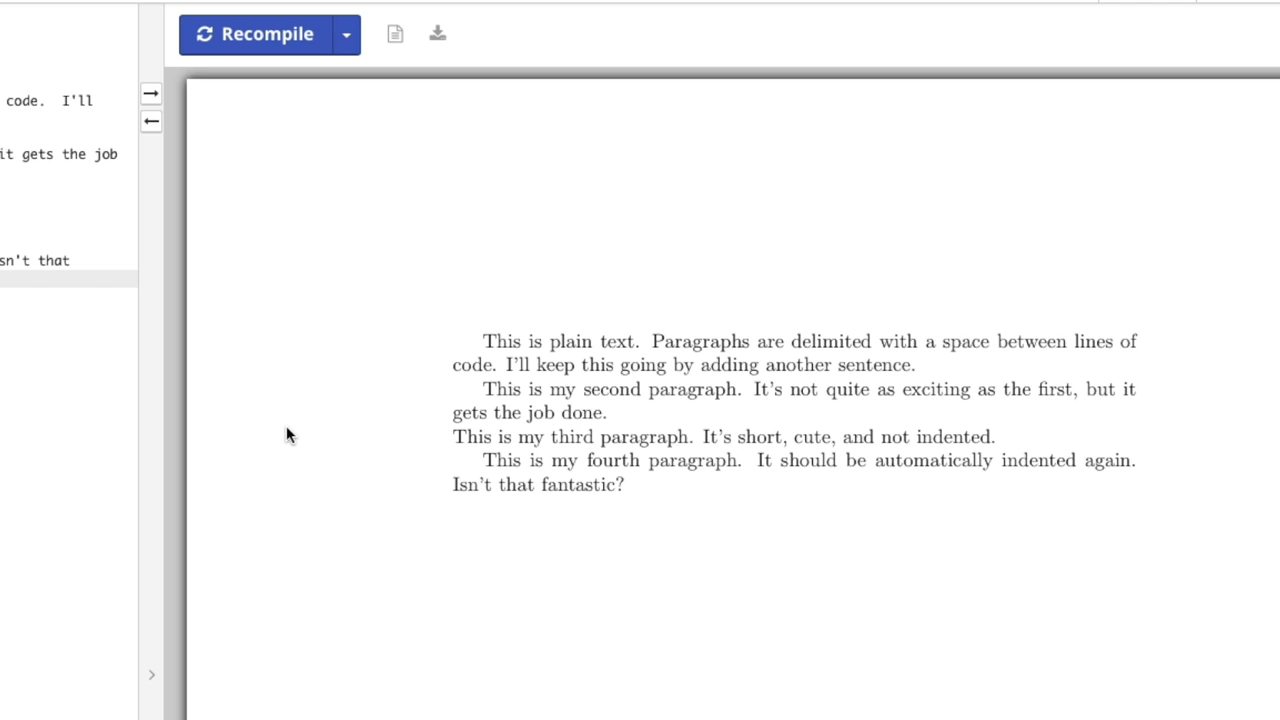 Recompile
code.  I'll
it gets the job
sn't that
This is plain text. Paragraphs are delimited with a space between lines of
code. I'll keep this going by adding another sentence.
This is my second paragraph. It's not quite as exciting as the first, but it
gets the job done.
This is my third paragraph. It's short, cute, and not indented.
This is my fourth paragraph. It should be automatically indented again.
Isn't that fantastic?